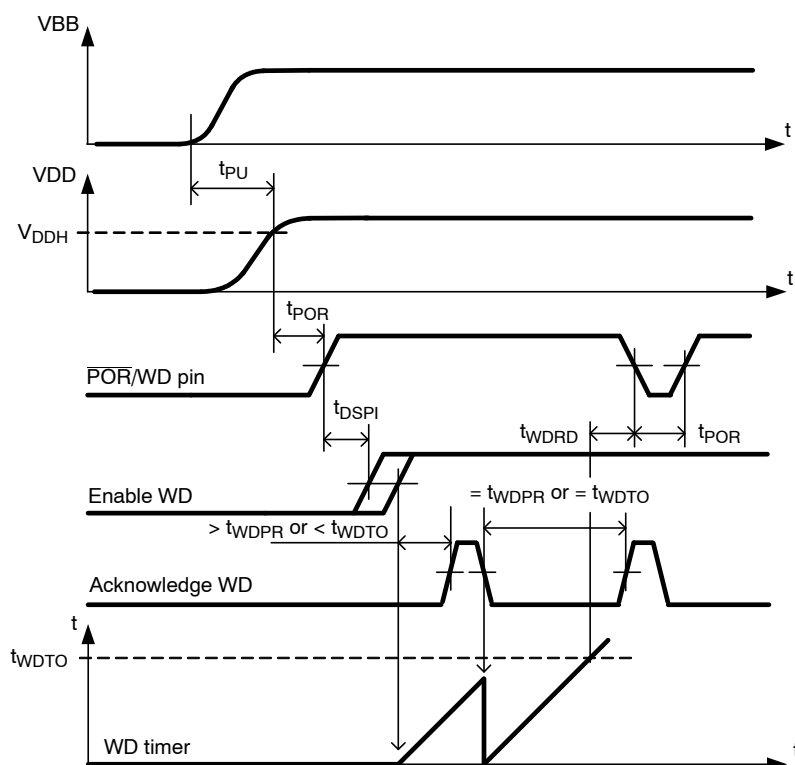 VBB
t
tPU
VDD
VDDH
t
tPOR
POR/WD pin
tDSPI
tWDRD
tPOR
Enable WD
= tWDPR or = tWDTO
> tWDPR or < tWDTO
Acknowledge WD
t
tWDTO
WD timer
t